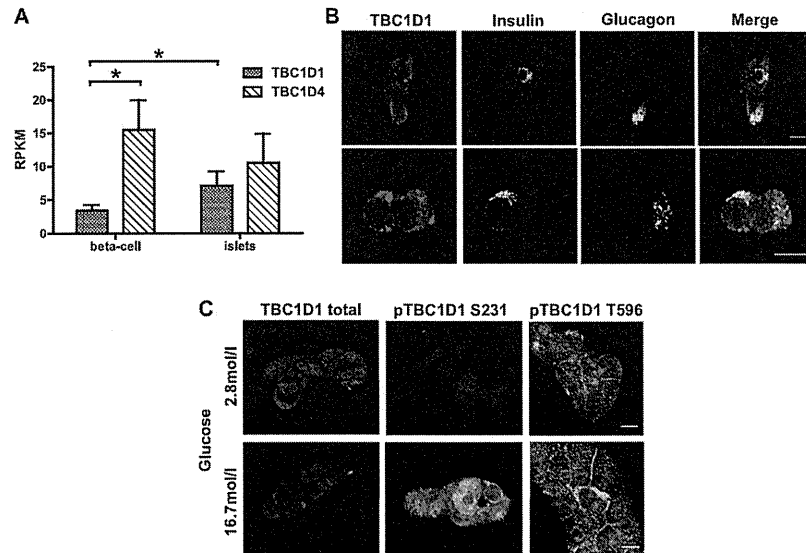 A
*
*
TBC1D1
TBC1D4
25
20
15
10
5
0
RPKM
beta-cell
islets
B
TBC1D1
Insulin
Glucagon
Merge
C
TBC1D1 total
pTBC1D1 S231
pTBC1D1 T596
Glucose
2.8mol/l
16.7mol/l